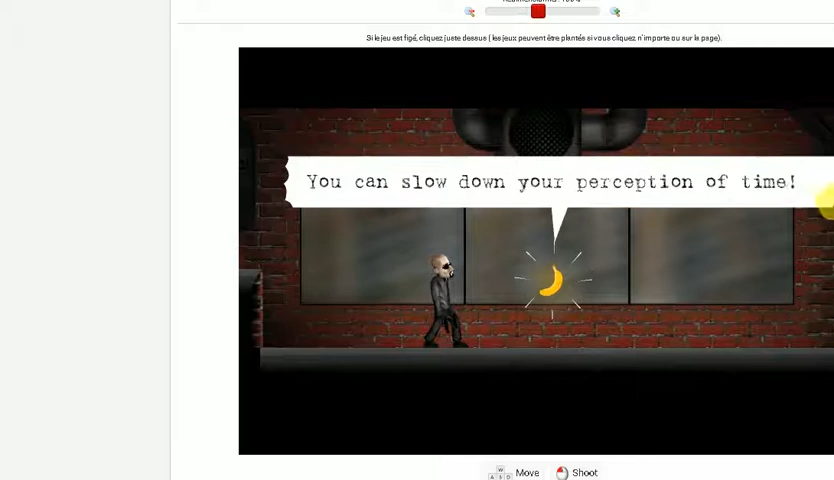 Si le jeu est figé, cliquez juste dessus ( les jeux peuvent être plantés si vous cliquez n'importe ou sur la page).
You can slow down your perception of time!
W
A S D
Move
Shoot